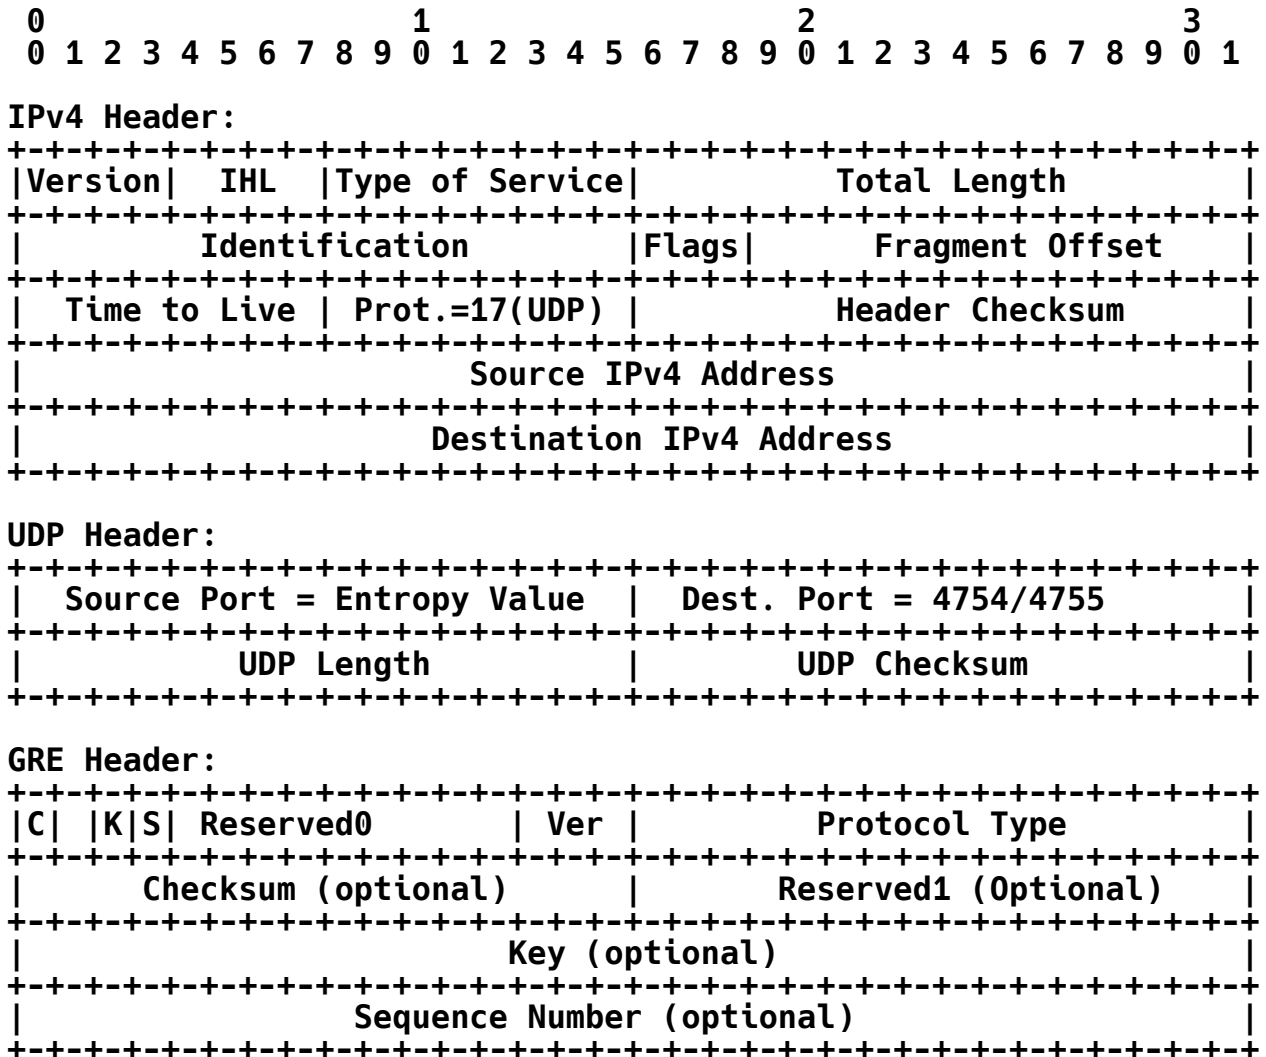 0                   1                   2                   3
 0 1 2 3 4 5 6 7 8 9 0 1 2 3 4 5 6 7 8 9 0 1 2 3 4 5 6 7 8 9 0 1

IPv4 Header:
+-+-+-+-+-+-+-+-+-+-+-+-+-+-+-+-+-+-+-+-+-+-+-+-+-+-+-+-+-+-+-+-+
|Version|  IHL  |Type of Service|          Total Length         |
+-+-+-+-+-+-+-+-+-+-+-+-+-+-+-+-+-+-+-+-+-+-+-+-+-+-+-+-+-+-+-+-+
|         Identification        |Flags|      Fragment Offset    |
+-+-+-+-+-+-+-+-+-+-+-+-+-+-+-+-+-+-+-+-+-+-+-+-+-+-+-+-+-+-+-+-+
|  Time to Live | Prot.=17(UDP) |          Header Checksum      |
+-+-+-+-+-+-+-+-+-+-+-+-+-+-+-+-+-+-+-+-+-+-+-+-+-+-+-+-+-+-+-+-+
|                       Source IPv4 Address                     |
+-+-+-+-+-+-+-+-+-+-+-+-+-+-+-+-+-+-+-+-+-+-+-+-+-+-+-+-+-+-+-+-+
|                     Destination IPv4 Address                  |
+-+-+-+-+-+-+-+-+-+-+-+-+-+-+-+-+-+-+-+-+-+-+-+-+-+-+-+-+-+-+-+-+

UDP Header:
+-+-+-+-+-+-+-+-+-+-+-+-+-+-+-+-+-+-+-+-+-+-+-+-+-+-+-+-+-+-+-+-+
|  Source Port = Entropy Value  |  Dest. Port = 4754/4755       |
+-+-+-+-+-+-+-+-+-+-+-+-+-+-+-+-+-+-+-+-+-+-+-+-+-+-+-+-+-+-+-+-+
|           UDP Length          |        UDP Checksum           |
+-+-+-+-+-+-+-+-+-+-+-+-+-+-+-+-+-+-+-+-+-+-+-+-+-+-+-+-+-+-+-+-+

GRE Header:
+-+-+-+-+-+-+-+-+-+-+-+-+-+-+-+-+-+-+-+-+-+-+-+-+-+-+-+-+-+-+-+-+
|C| |K|S| Reserved0       | Ver |         Protocol Type         |
+-+-+-+-+-+-+-+-+-+-+-+-+-+-+-+-+-+-+-+-+-+-+-+-+-+-+-+-+-+-+-+-+
|      Checksum (optional)      |       Reserved1 (Optional)    |
+-+-+-+-+-+-+-+-+-+-+-+-+-+-+-+-+-+-+-+-+-+-+-+-+-+-+-+-+-+-+-+-+
|                         Key (optional)                        |
+-+-+-+-+-+-+-+-+-+-+-+-+-+-+-+-+-+-+-+-+-+-+-+-+-+-+-+-+-+-+-+-+
|                 Sequence Number (optional)                    |
+-+-+-+-+-+-+-+-+-+-+-+-+-+-+-+-+-+-+-+-+-+-+-+-+-+-+-+-+-+-+-+-+